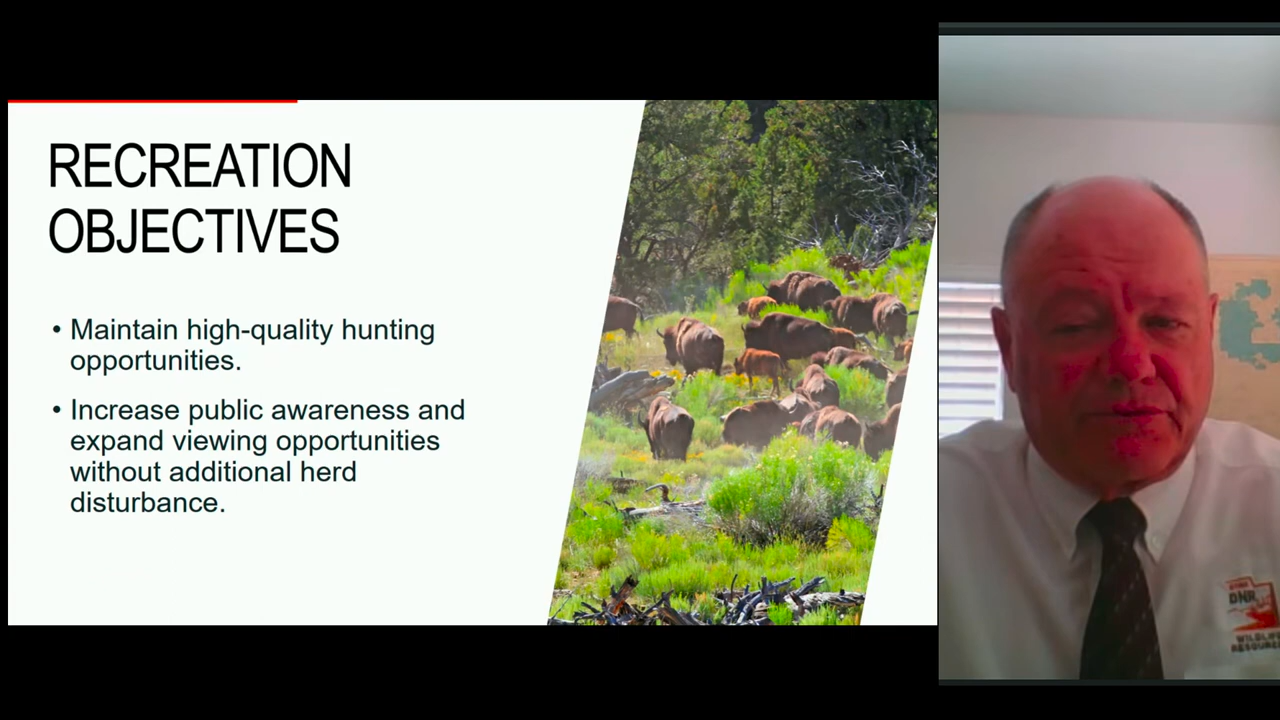 RECREATION
OBJECTIVES
• Maintain high-quality hunting
opportunities.
• Increase public awareness and
expand viewing opportunities
without additional herd
disturbance.
DNR
WILDLIFE